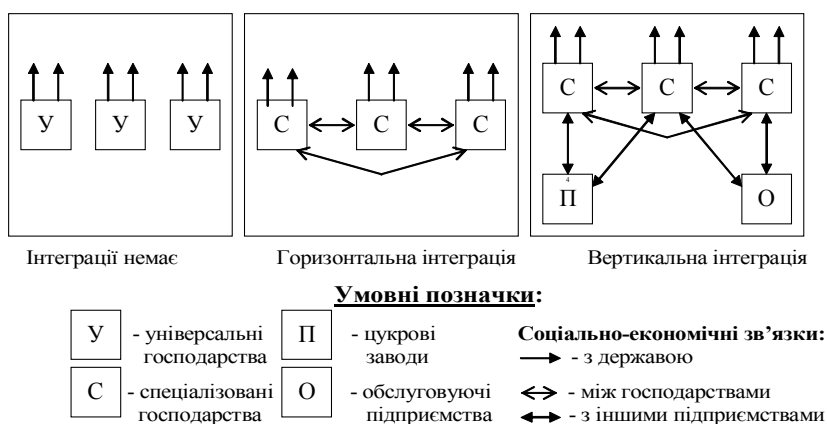 У У У
С С С
С С С
4
П О
Інтеграції немає Горизонтальна інтеграція Вертикальна інтеграція
Умовні позначки:
У - універсальні господарства
П - цукрові заводи
Соціально-економічні зв’язки:
- з державою
С - спеціалізовані господарства
О - обслуговуючі підприємства
- між господарствами
- з іншими підприємствами